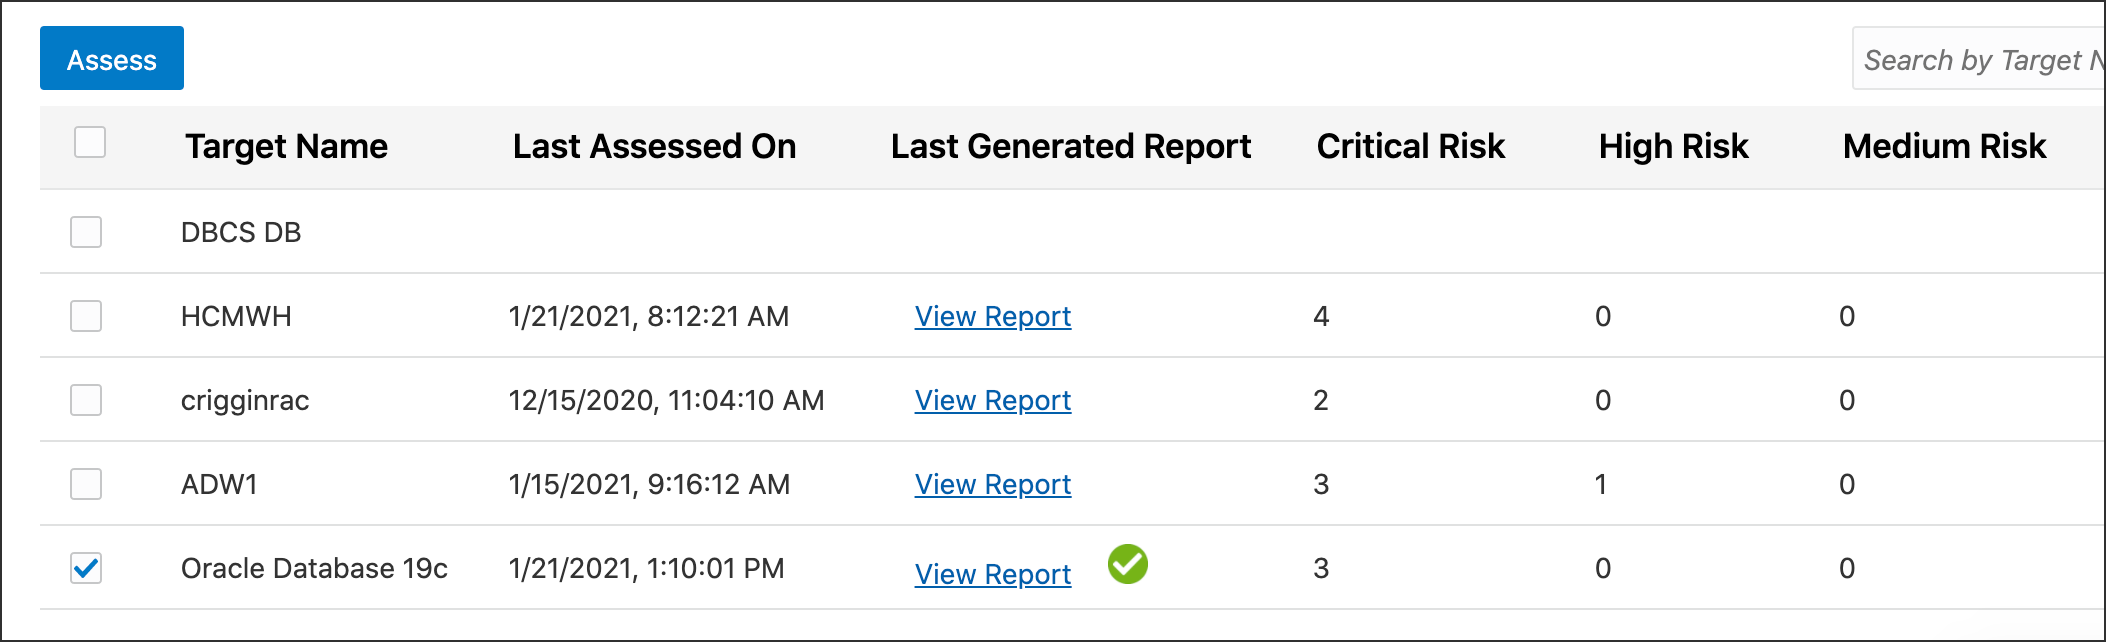 Assess
Search by Target
Target Name Last Assessed On Last Generated Report Critical Risk High Risk Medium Risk
DBCS DB
HCMWH 1/21/2021, 8:12:21 AM View Report 4 0 0
crigginrac 12/15/2020, 11:04:10 AM View Report 2 0 0
ADW1 1/15/2021, 9:16:12 AM View Report 3 1 0
Oracle Database 19c 1/21/2021, 1:10:01 PM View Report 3 0 0